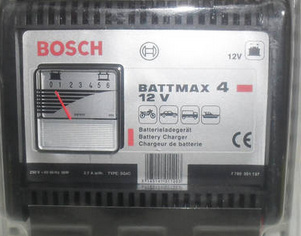 BOSCH
12V
0 1 2 3 4 5 6
BATTMAX 4
12 V
Batterieladegerät
Battery Charger
Chargeur de batterie
CE